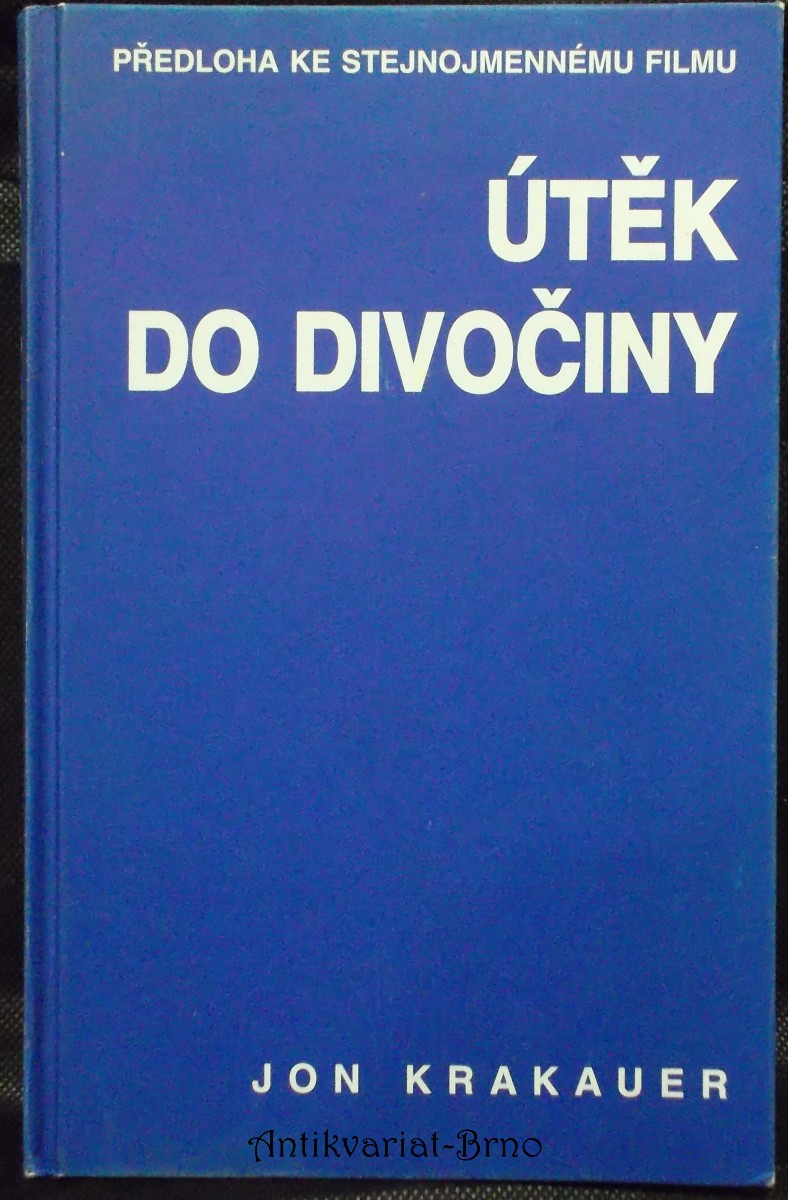 PŘEDLOHA KE STEJNOJMENNÉMU FILMU
ÚTĚK
DO DIVOČINY
JON KRAKAUER
Antikvariat-Brno